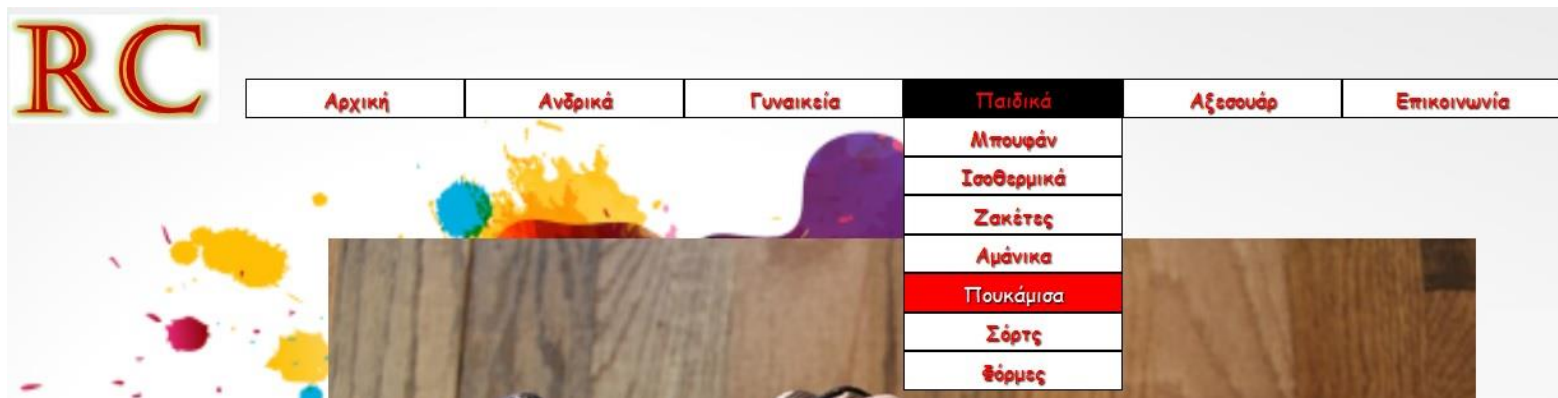 RC
Αρχική Ανδρικά Γυναικεία Παιδικά Αξεσουάρ Επικοινωνία
Μπουφάν
Ισοθερμικά
Ζακέτες
Αμάνικα
Πουκάμισα
Σόρτς
Φόρμες